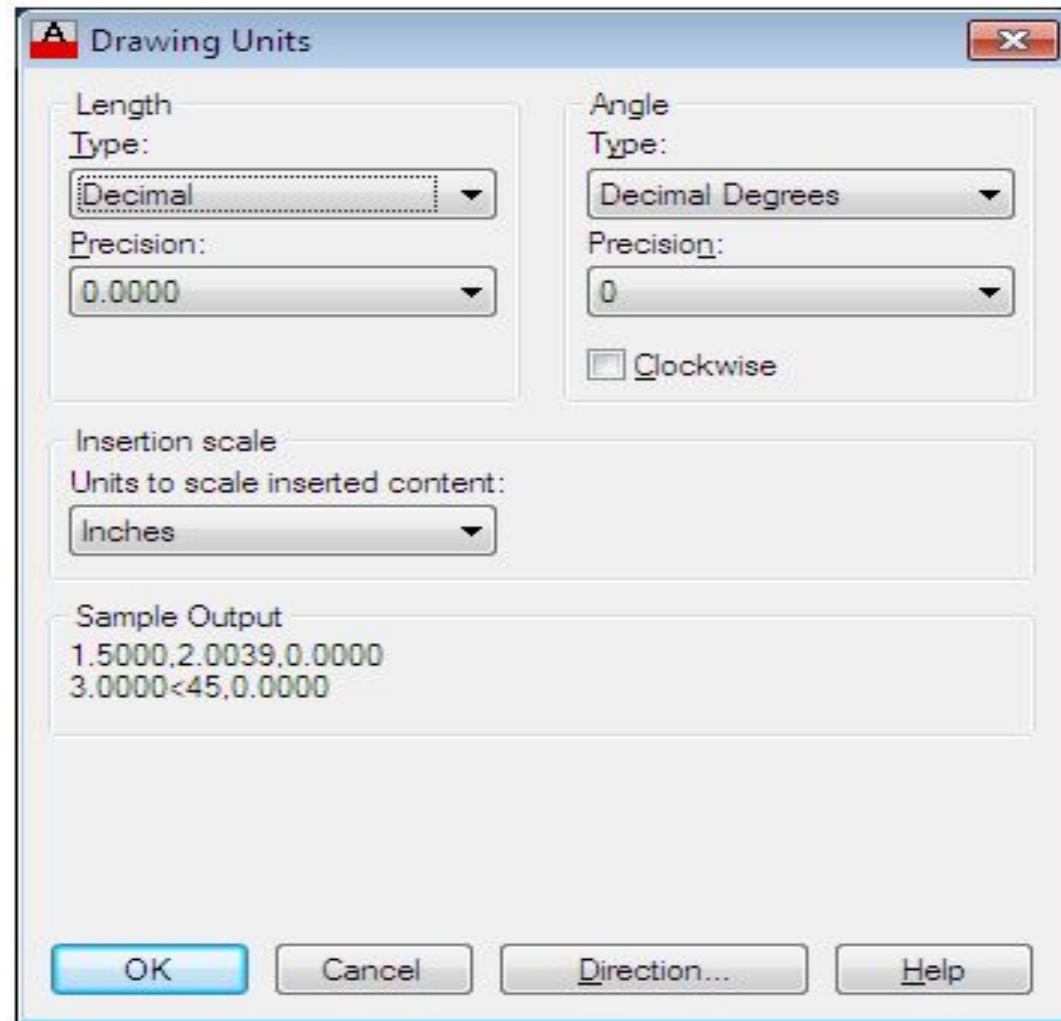 A Drawing Units
Length
Type:
Decimal
Precision:
0.0000
Angle
Type:
Decimal Degrees
Precision:
0
Clockwise
Insertion scale
Units to scale inserted content:
Inches
Sample Output
1.5000,2.0039,0.0000
3.0000<45,0.0000
OK
Cancel
Direction...
Help